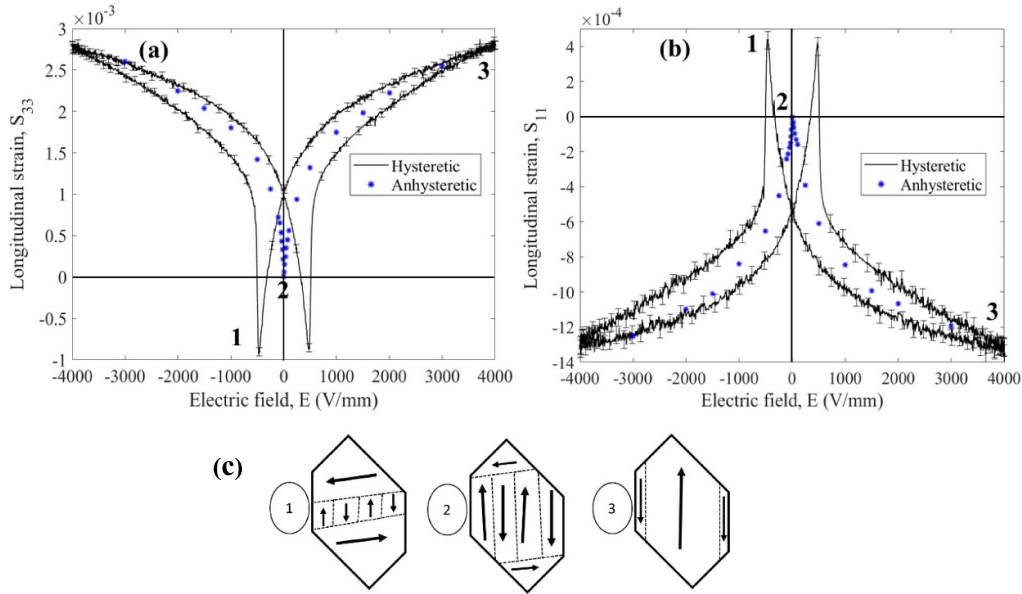 ×10⁻³
3
2.5
2
1.5
1
0.5
0
-0.5
-1
Longitudinal strain, S₃₃
(a)
3
1
2
Hysteretic
Anhysteretic
-4000 -3000 -2000 -1000 0 1000 2000 3000 4000
Electric field, E (V/mm)
×10⁻⁴
4
2
0
-2
-4
-6
-8
-10
-12
-14
Longitudinal strain, S₁₁
(b)
1
2
3
Hysteretic
Anhysteretic
-4000 -3000 -2000 -1000 0 1000 2000 3000 4000
Electric field, E (V/mm)
(c)
1 2 3